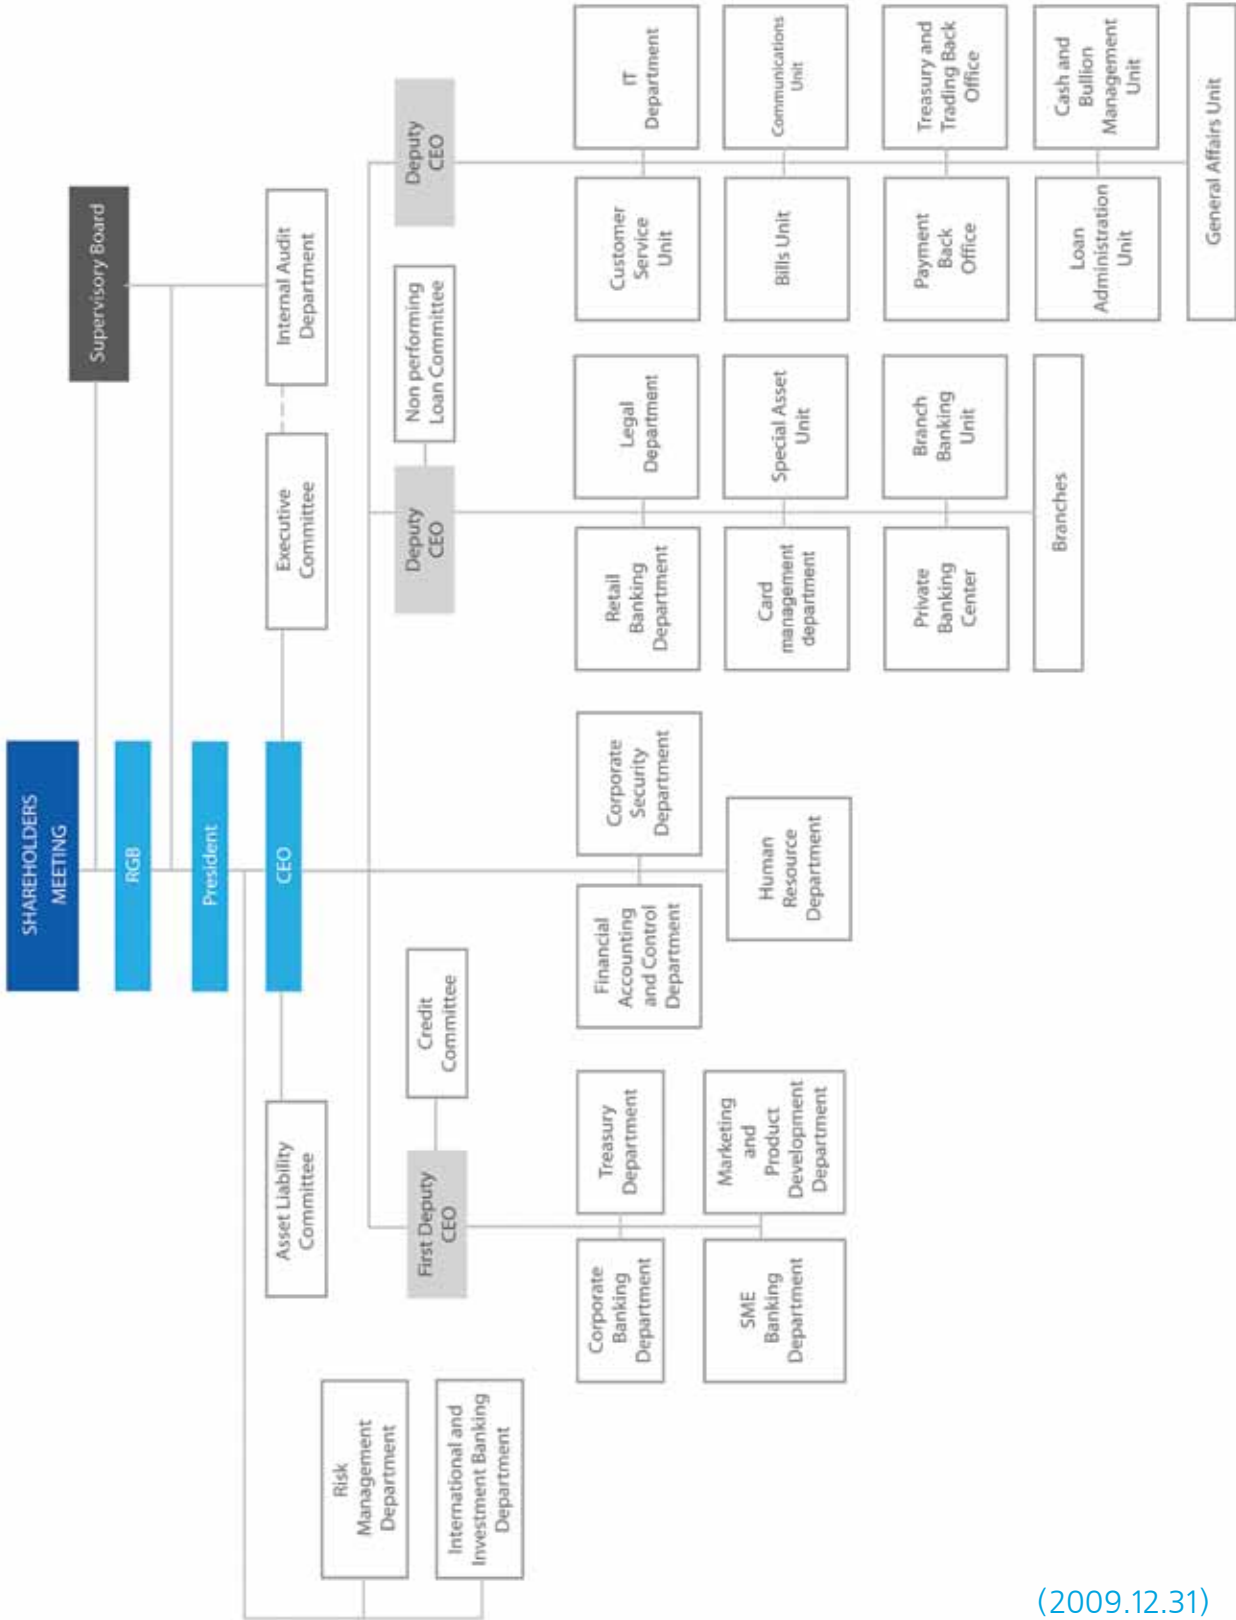 SHAREHOLDERS
MEETING
Supervisory Board
RGB
President
CEO
Asset Liability
Committee
Executive
Committee
Internal Audit
Department
Risk
Management
Department
International and
Investment Banking
Department
First Deputy
CEO
Credit
Committee
Deputy
CEO
Non performing
Loan Committee
Deputy
CEO
Corporate
Banking
Department
Treasury
Department
SME
Banking
Department
Marketing
and
Product
Development
Department
Financial
Accounting
and Control
Department
Corporate
Security
Department
Human
Resource
Department
Retail
Banking
Department
Legal
Department
Card
management
department
Special Asset
Unit
Private
Banking
Center
Branch
Banking
Unit
Branches
Customer
Service
Unit
IT
Department
Bills Unit
Communications
Unit
Payment
Back
Office
Treasury and
Trading Back
Office
Loan
Administration
Unit
Cash and
Bullion
Management
Unit
General Affairs Unit
(2009.12.31)